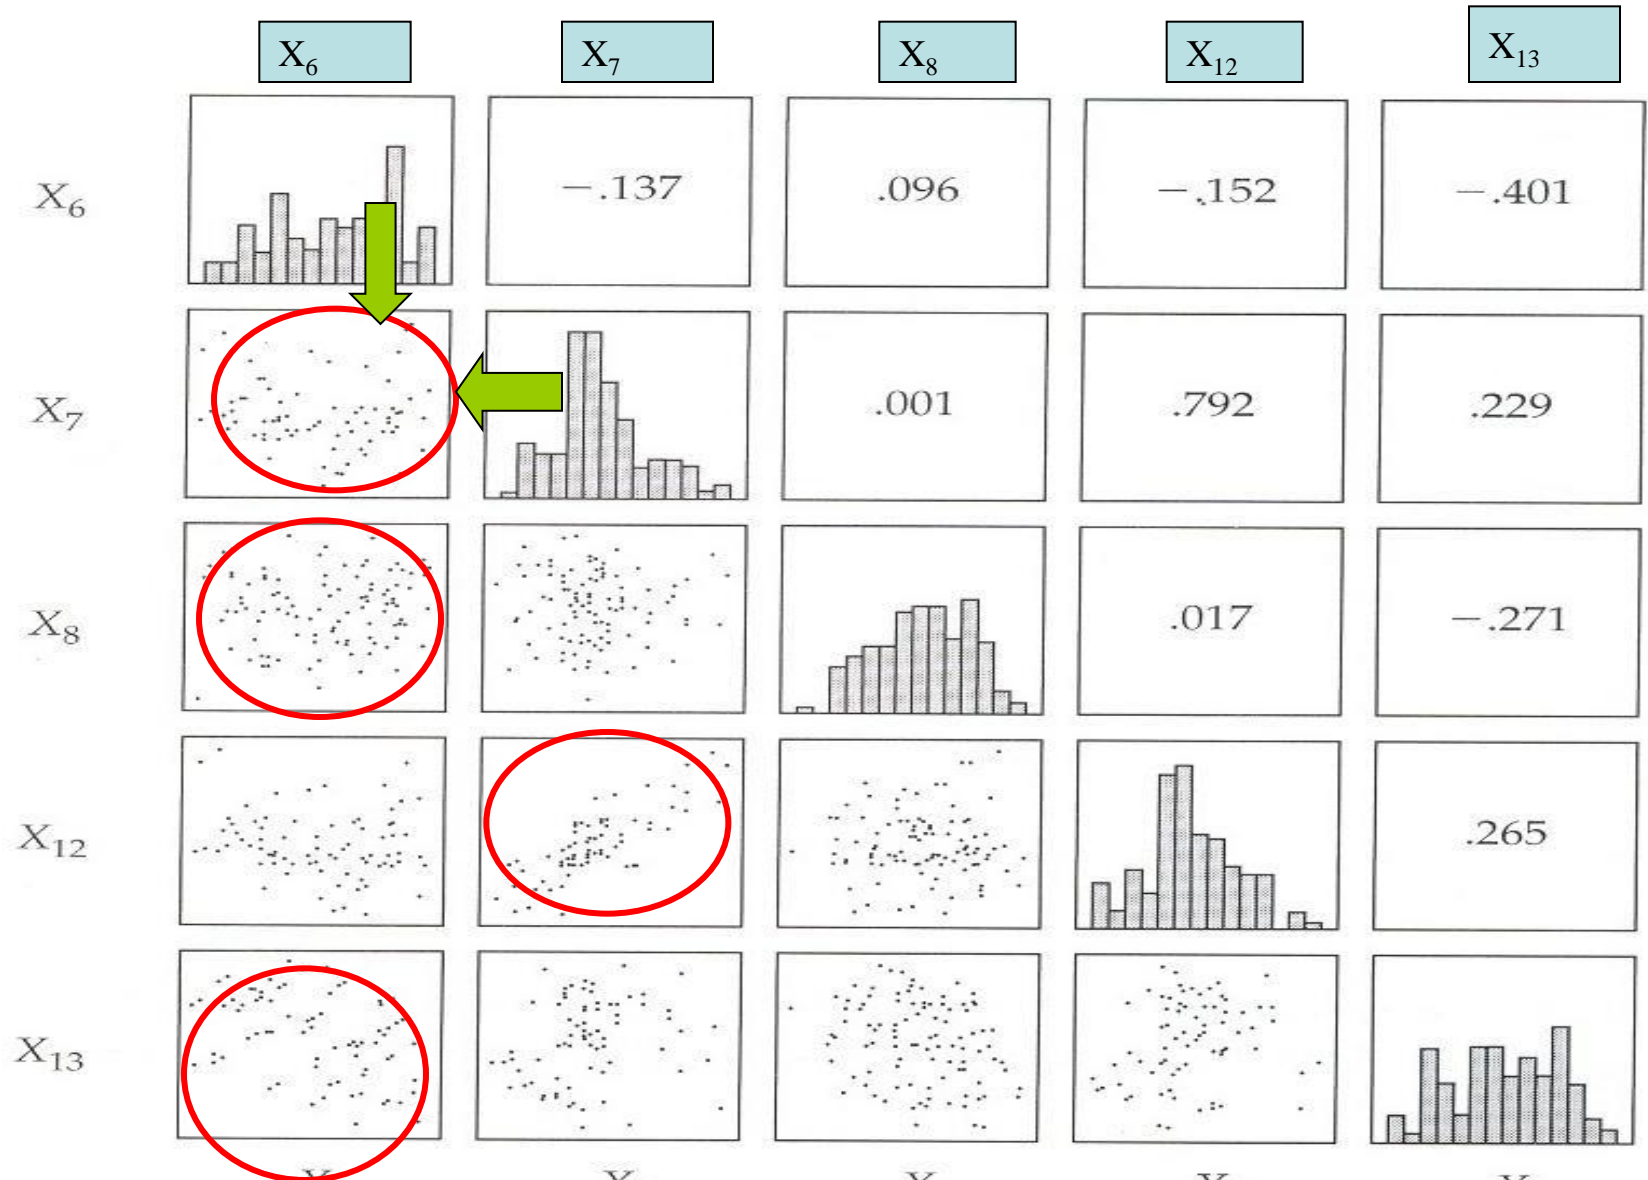 X₆ X₇ X₈ X₁₂ X₁₃
X₆ −.137 .096 −.152 −.401
X₇ .001 .792 .229
X₈ .017 −.271
X₁₂ .265
X₁₃
X X X X X